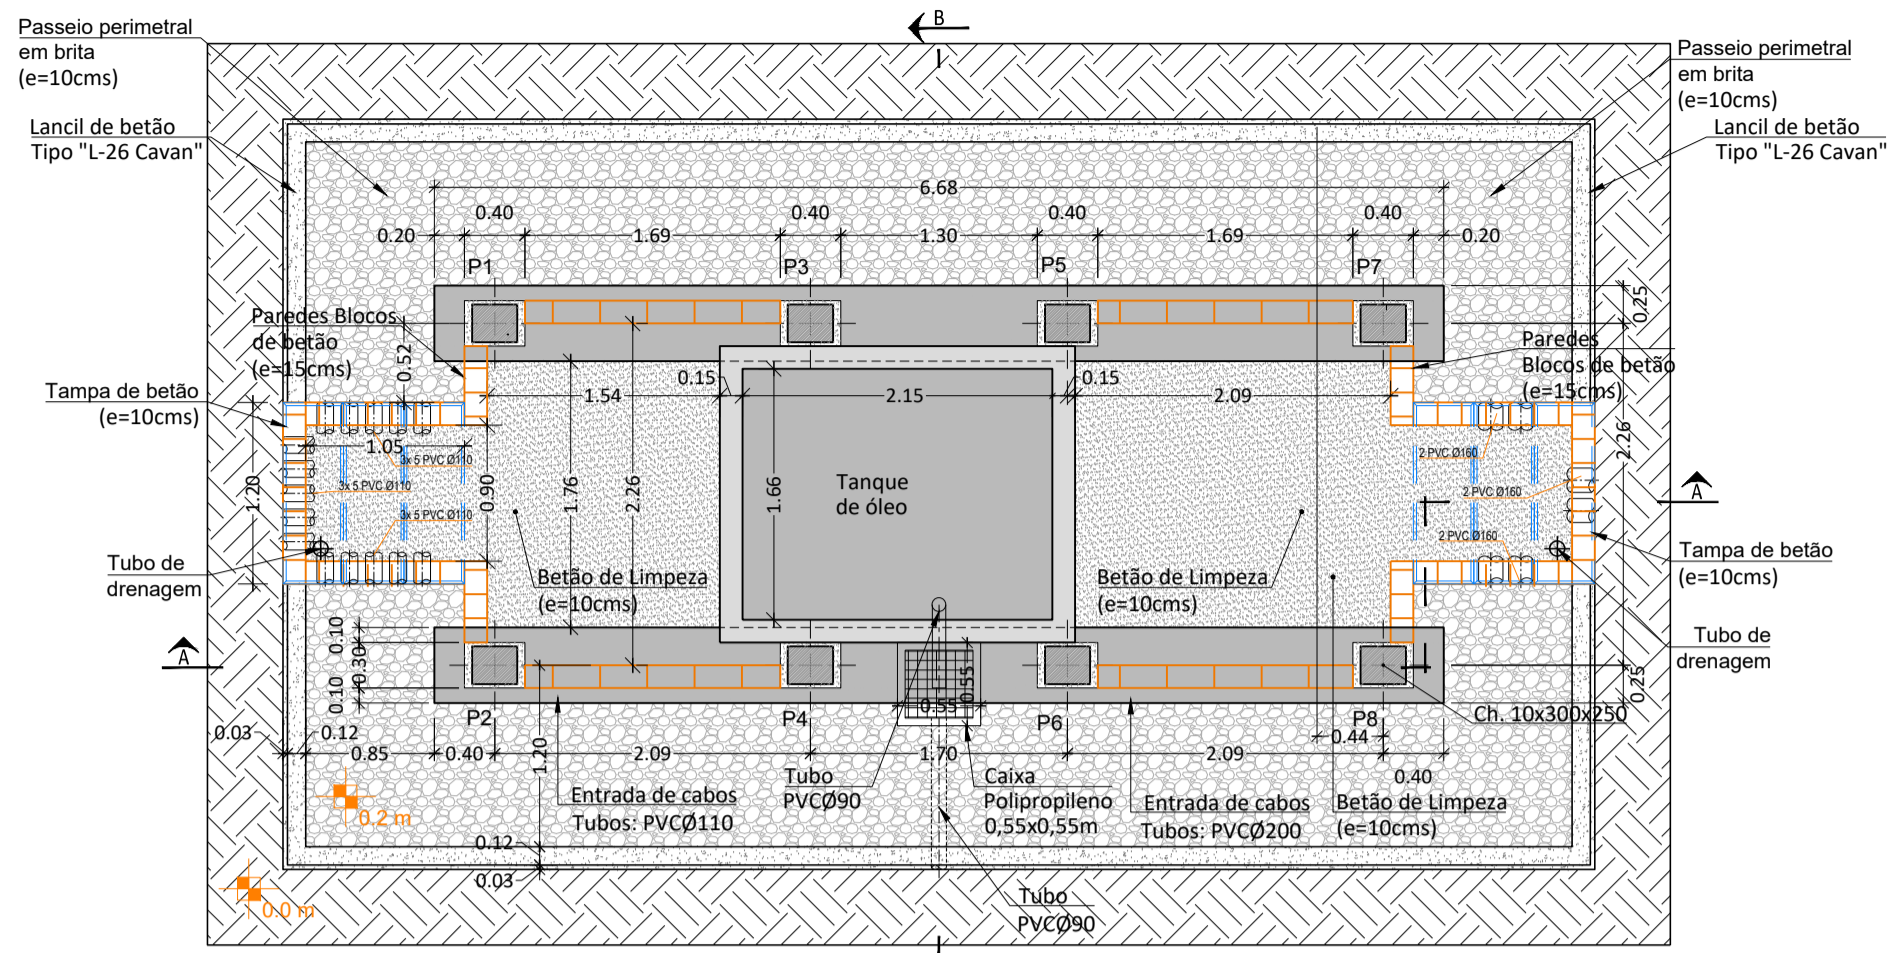 B
Passeio perimetral
em brita
(e=10cms)
Passeio perimetral
em brita
(e=10cms)
Lancil de betão
Tipo "L-26 Cavan"
Lancil de betão
Tipo "L-26 Cavan"
6.68
0.40
0.40
0.40
0.40
0.20
1.69
1.30
1.69
0.20
P1
P3
P5
P7
0.25
Paredes Blocos
de betão
(e=15cms)
0.52
Paredes
Blocos de betão
(e=15cms)
0.15
0.15
1.54
2.15
2.09
Tampa de betão
(e=10cms)
1.05
3x 5 PVC Ø110
3x 5 PVC Ø110
3x 5 PVC Ø110
1.20
0.90
1.76
2.26
1.66
Tanque
de óleo
2 PVC Ø160
2 PVC Ø160
2 PVC Ø160
2.26
A
Tubo de
drenagem
Betão de Limpeza
(e=10cms)
Betão de Limpeza
(e=10cms)
Tampa de betão
(e=10cms)
A
0.10
0.30
0.10
0.55
0.55
Tubo de
drenagem
0.25
P2
P4
P6
P8
Ch. 10x300x250
0.03
0.12
0.85
0.40
1.20
2.09
1.70
2.09
0.44
0.40
Tubo
PVCØ90
Caixa
Polipropileno
0,55x0,55m
Entrada de cabos
Tubos: PVCØ110
Entrada de cabos
Tubos: PVCØ200
Betão de Limpeza
(e=10cms)
0.2 m
0.12
0.03
0.0 m
Tubo
PVCØ90